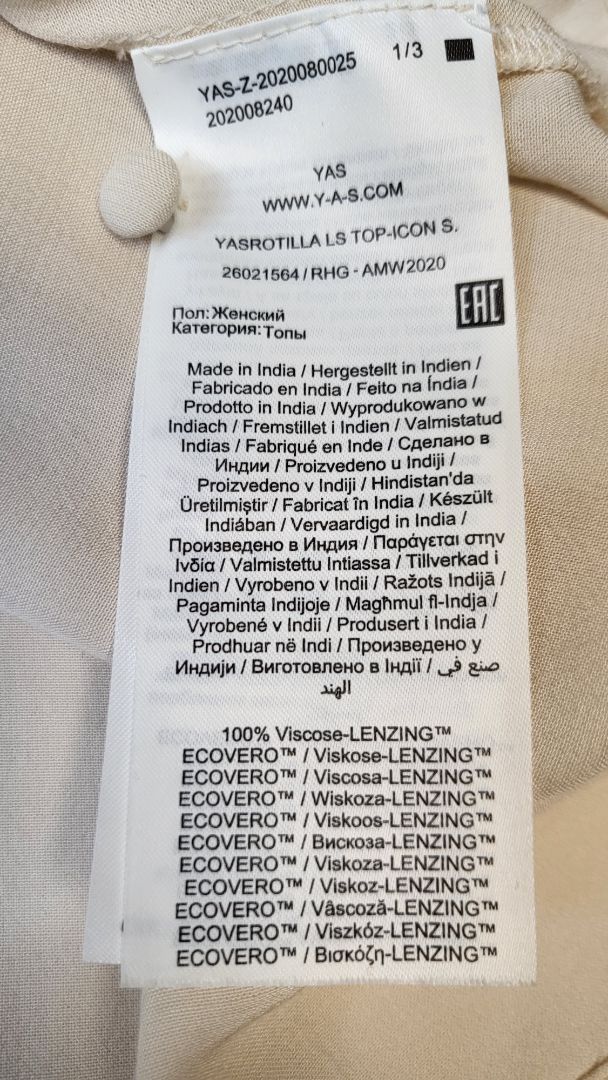 YAS-Z-2020080025
1/3
202008240
YAS
WWW.Y-A-S.COM
YASROTILLA LS TOP-ICON S.
26021564 / RHG - AMW2020
EAC
Пол:Женский
Категория:Топы
Made in India / Hergestellt in Indien /
Fabricado en India / Feito na Índia /
Prodotto in India / Wyprodukowano w
Indiach / Fremstillet i Indien / Valmistatud
Indias / Fabriqué en Inde / Сделано в
Индии / Proizvedeno u Indiji /
Proizvedeno v Indiji / Hindistan'da
Üretilmiştir / Fabricat în India / Készült
Indiában / Vervaardigd in India /
Произведено в Индия / Παράγεται στην
Ινδία / Valmistettu Intiassa / Tillverkad i
Indien / Vyrobeno v Indii / Ražots Indijā /
Pagaminta Indijoje / Magħmul fl-Indja /
Vyrobené v Indii / Produsert i India /
Prodhuar në Indi / Произведено у
Индији / Виготовлено в Індії / صنع في
الهند
100% Viscose-LENZING™
ECOVERO™ / Viskose-LENZING™
ECOVERO™ / Viscosa-LENZING™
ECOVERO™ / Wiskoza-LENZING™
ECOVERO™ / Viskoos-LENZING™
ECOVERO™ / Вискоза-LENZING™
ECOVERO™ / Viskoza-LENZING™
ECOVERO™ / Viskoz-LENZING™
ECOVERO™ / Vâscoză-LENZING™
ECOVERO™ / Viszkóz-LENZING™
ECOVERO™ / Βισκόζη-LENZING™